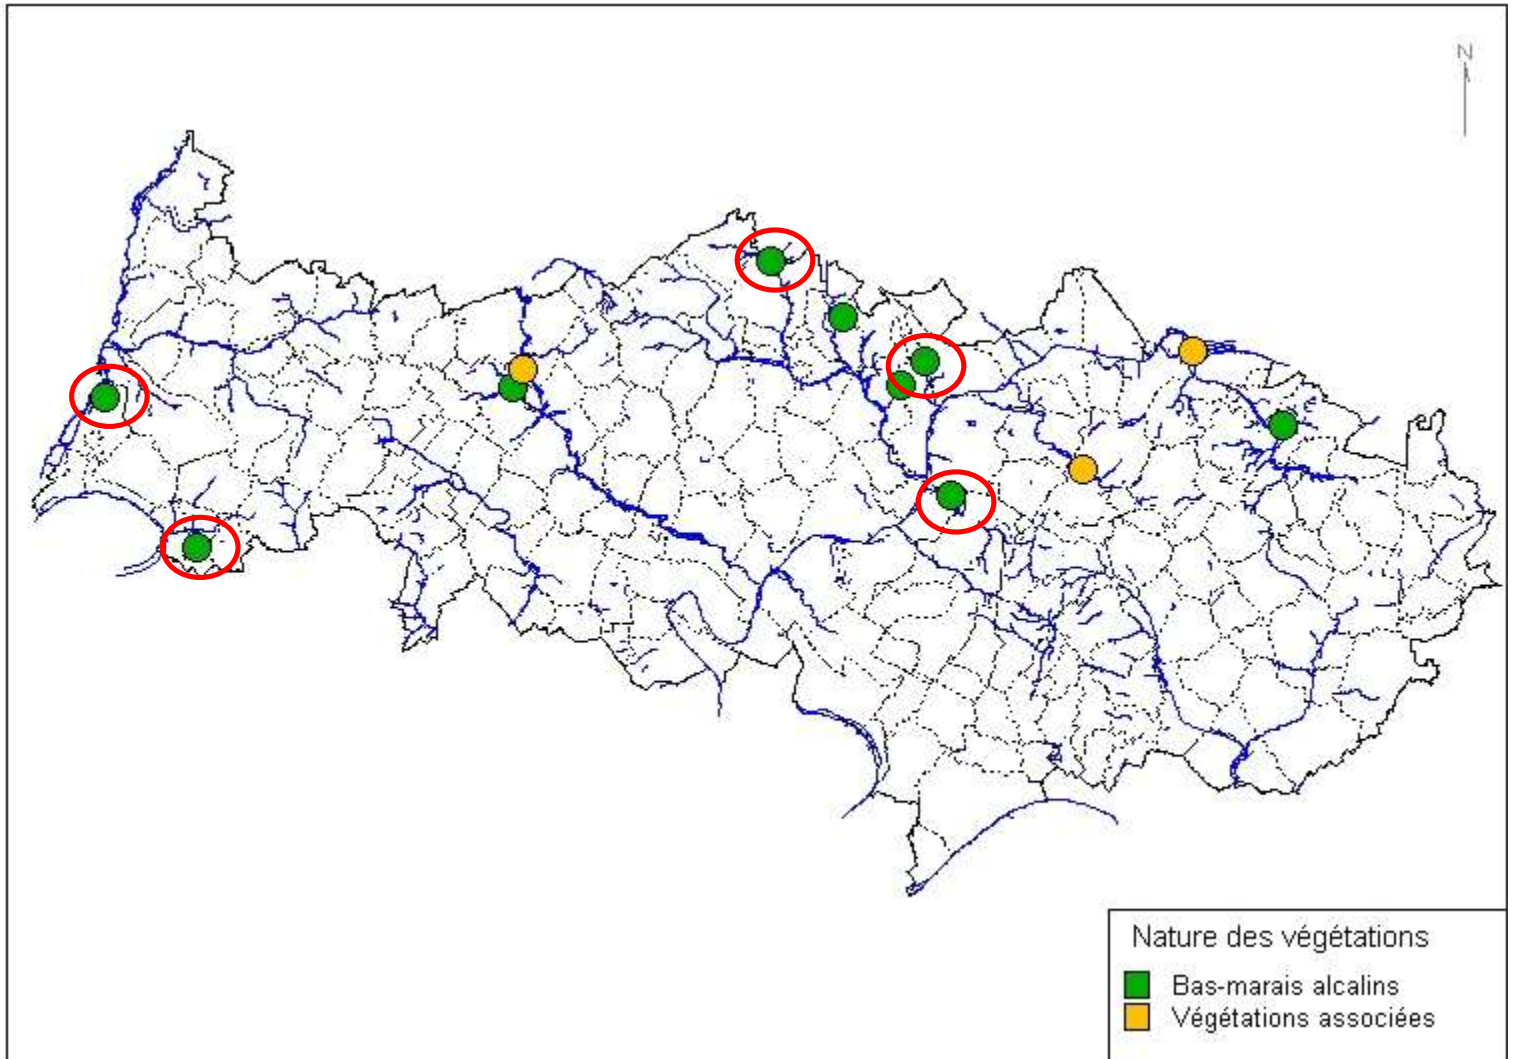 N
Nature des végétations
Bas-marais alcalins
Végétations associées